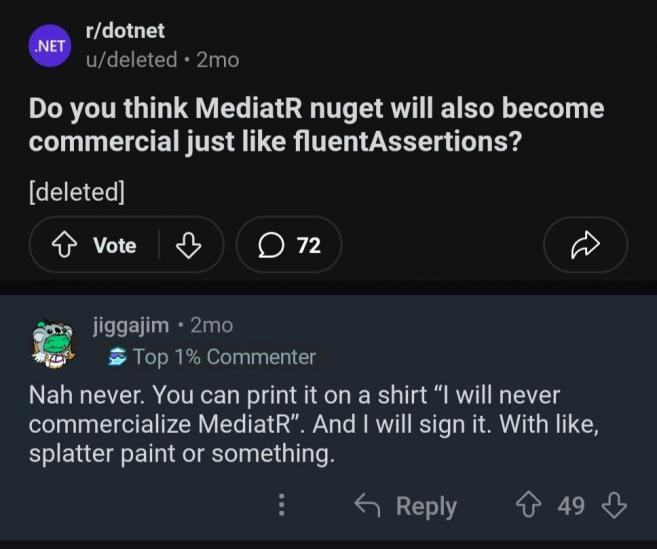 r/dotnet
.NET
u/deleted • 2mo
Do you think MediatR nuget will also become
commercial just like fluentAssertions?
[deleted]
Vote
72
jiggajim • 2mo
Top 1% Commenter
Nah never. You can print it on a shirt “I will never
commercialize MediatR”. And I will sign it. With like,
splatter paint or something.
Reply
49